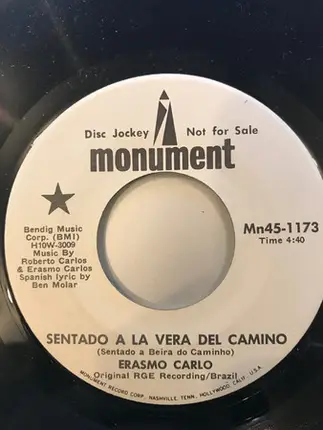 Disc Jockey Not for Sale
monument
Bendig Music
Corp. (BMI)
H10W-3009
Music By
Roberto Carlos
& Erasmo Carlos
Spanish lyric by
Ben Molar
Mn45-1173
Time 4:40
SENTADO A LA VERA DEL CAMINO
(Sentado a Beira do Caminho)
ERASMO CARLO
Original RGE Recording/Brazil
MONUMENT RECORD CORP. NASHVILLE, TENN. HOLLYWOOD, CALIF. U.S.A.